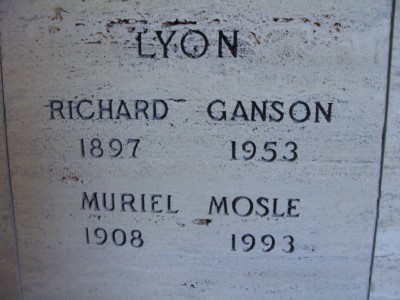 LYON
RICHARD GANSON
1897 1953
MURIEL MOSLE
1908 1993